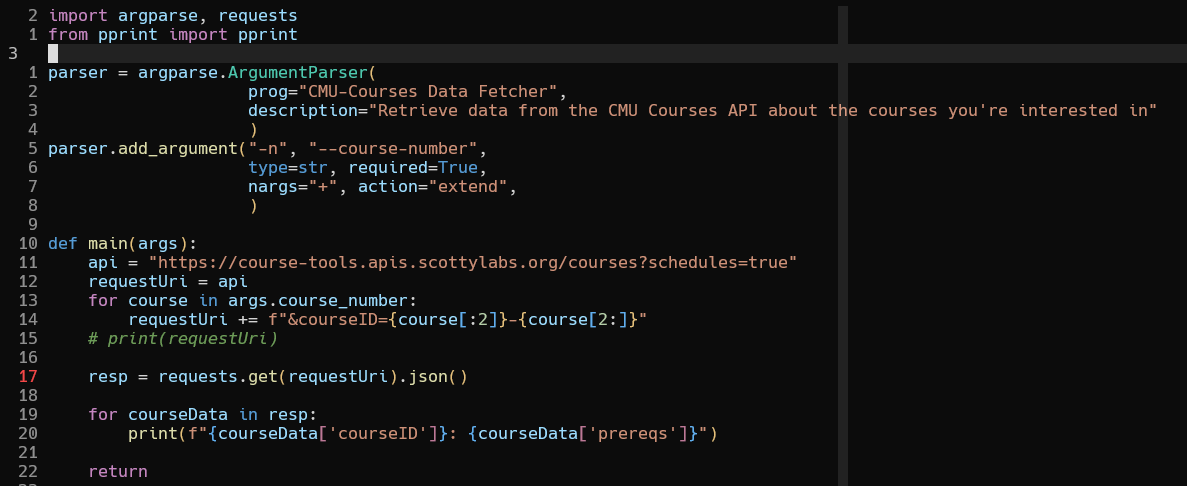 2 import argparse, requests
1 from pprint import pprint
3
1 parser = argparse.ArgumentParser(
2                     prog="CMU-Courses Data Fetcher",
3                     description="Retrieve data from the CMU Courses API about the courses you're interested in"
4                     )
5 parser.add_argument("-n", "--course-number",
6                     type=str, required=True,
7                     nargs="+", action="extend",
8                     )
9
10 def main(args):
11     api = "https://course-tools.apis.scottylabs.org/courses?schedules=true"
12     requestUri = api
13     for course in args.course_number:
14         requestUri += f"&courseID={course[:2]}-{course[2:]}"
15     # print(requestUri)
16
17     resp = requests.get(requestUri).json()
18
19     for courseData in resp:
20         print(f"{courseData['courseID']}: {courseData['prereqs']}")
21
22     return